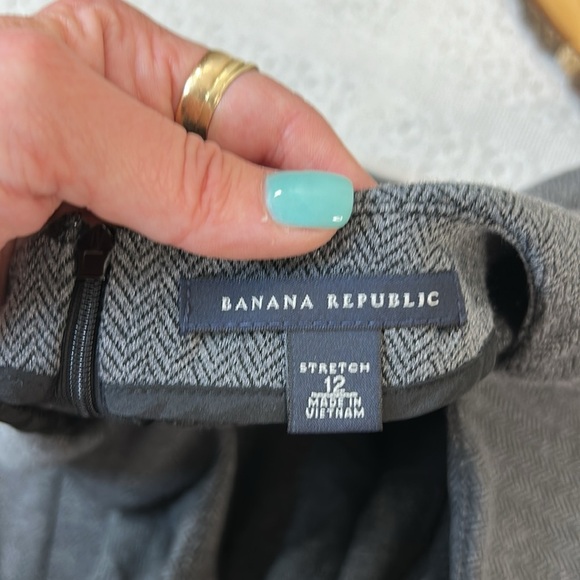 BANANA REPUBLIC
STRETCH
12
MADE IN
VIETNAM